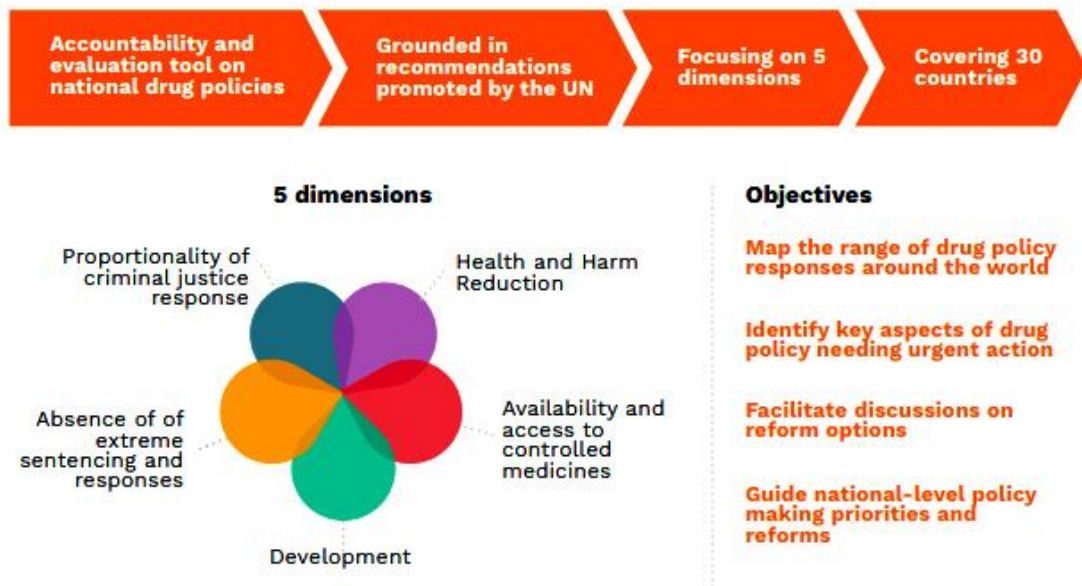 Accountability and
evaluation tool on
national drug policies
Grounded in
recommendations
promoted by the UN
Focusing on 5
dimensions
Covering 30
countries
5 dimensions
Proportionality of
criminal justice
response
Health and Harm
Reduction
Absence of of
extreme
sentencing and
responses
Availability and
access to
controlled
medicines
Development
Objectives
Map the range of drug policy
responses around the world
Identify key aspects of drug
policy needing urgent action
Facilitate discussions on
reform options
Guide national-level policy
making priorities and
reforms